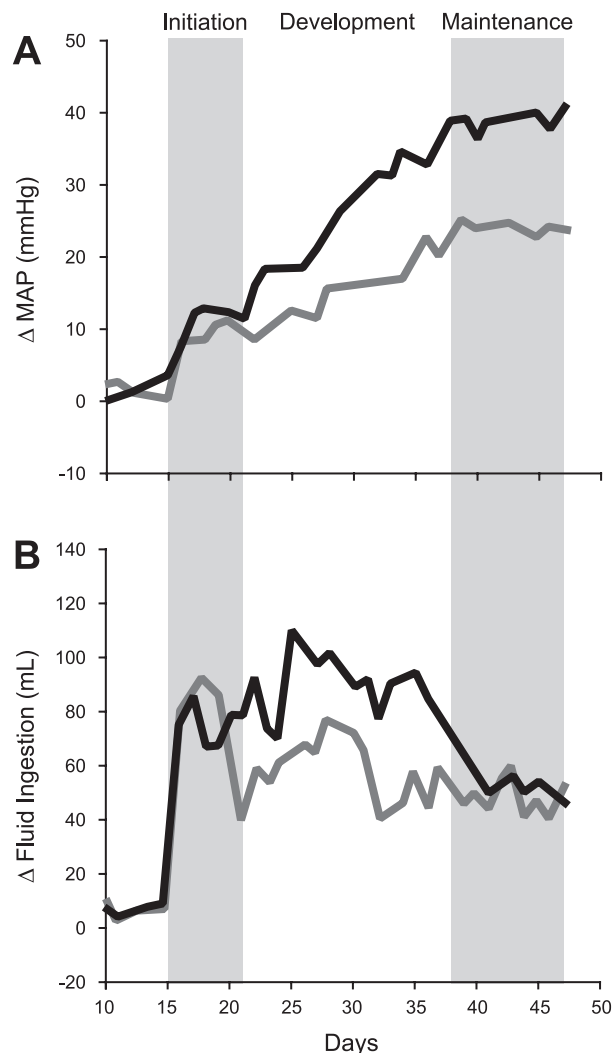 Initiation Development Maintenance
A
50
40
30
20
10
0
-10
Δ MAP (mmHg)
B
140
120
100
80
60
40
20
0
-20
Δ Fluid Ingestion (mL)
10 15 20 25 30 35 40 45 50
Days